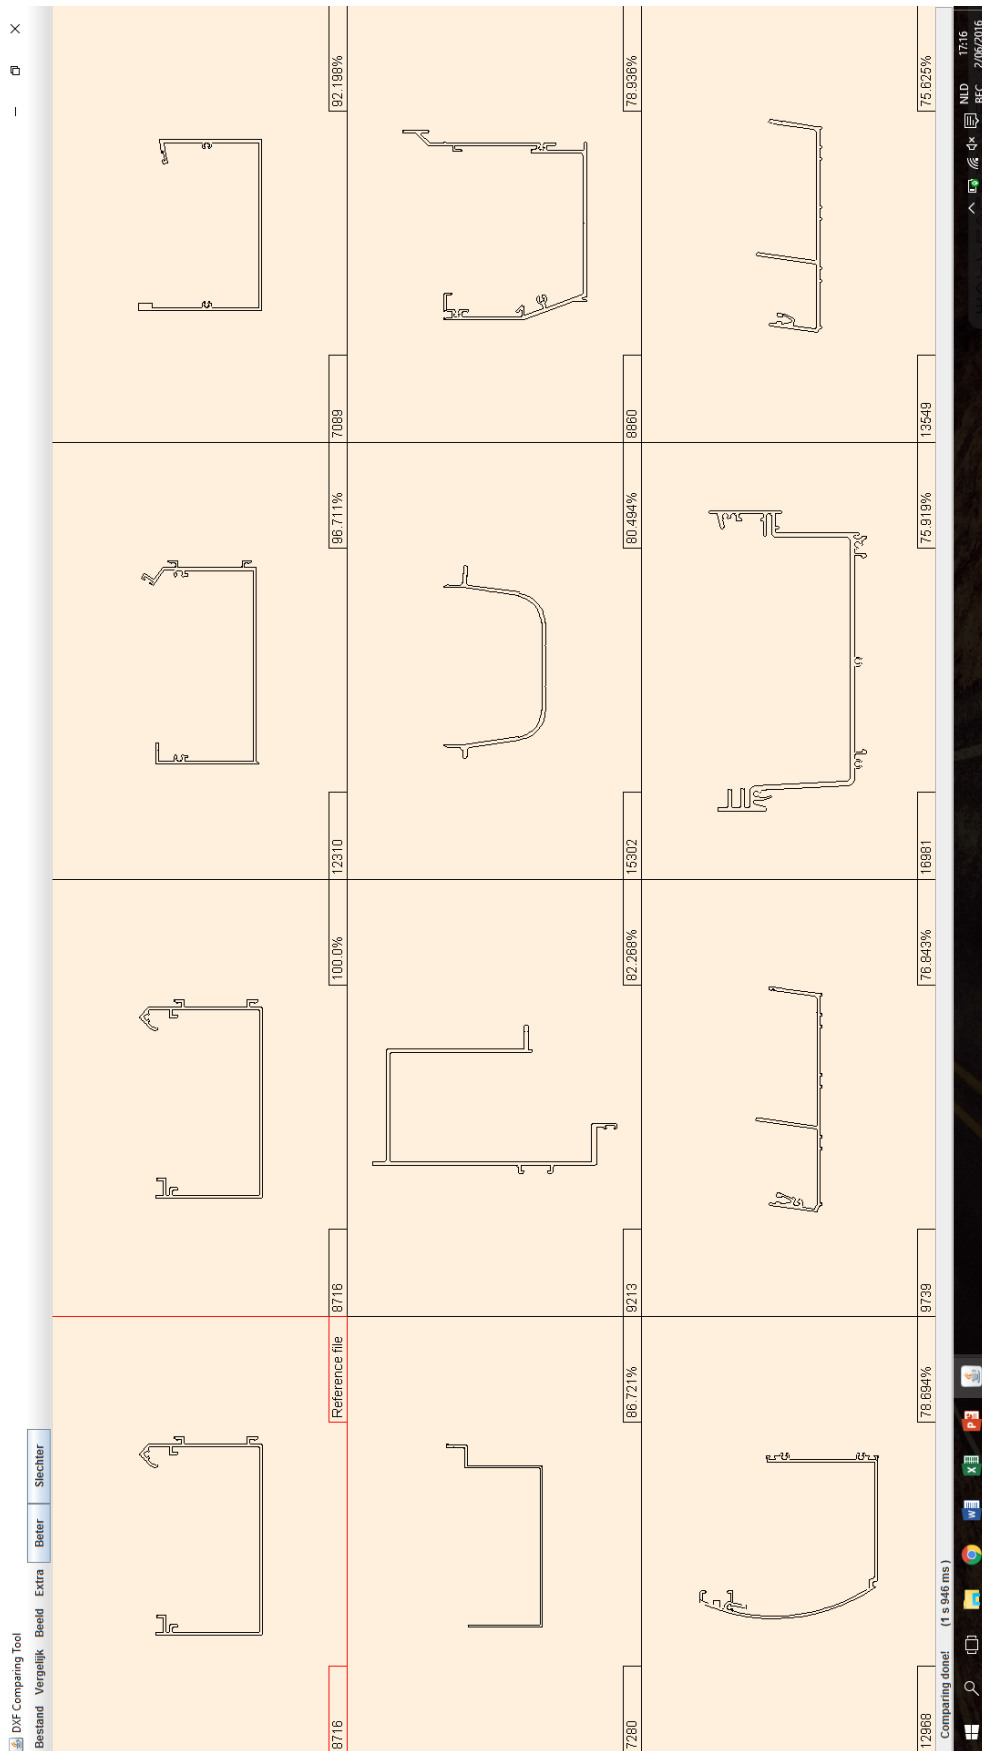 DXF Comparing Tool
Bestand Vergelijk Beeld Extra Beter Slechter
8716 Reference file
8716 100.0%
12310 96.711%
7089 92.198%
7280 86.721%
9213 82.268%
15302 80.494%
8860 78.936%
12968 78.694%
9739 76.843%
16981 75.919%
13549 75.625%
Comparing done! (1 s 946 ms)
NLD 17:16
BEC 2/06/2016